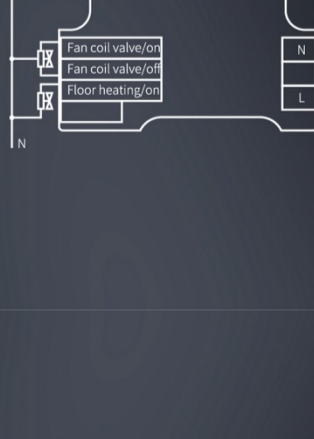 Fan coil valve/on
N
Fan coil valve/off
Floor heating/on
L
N